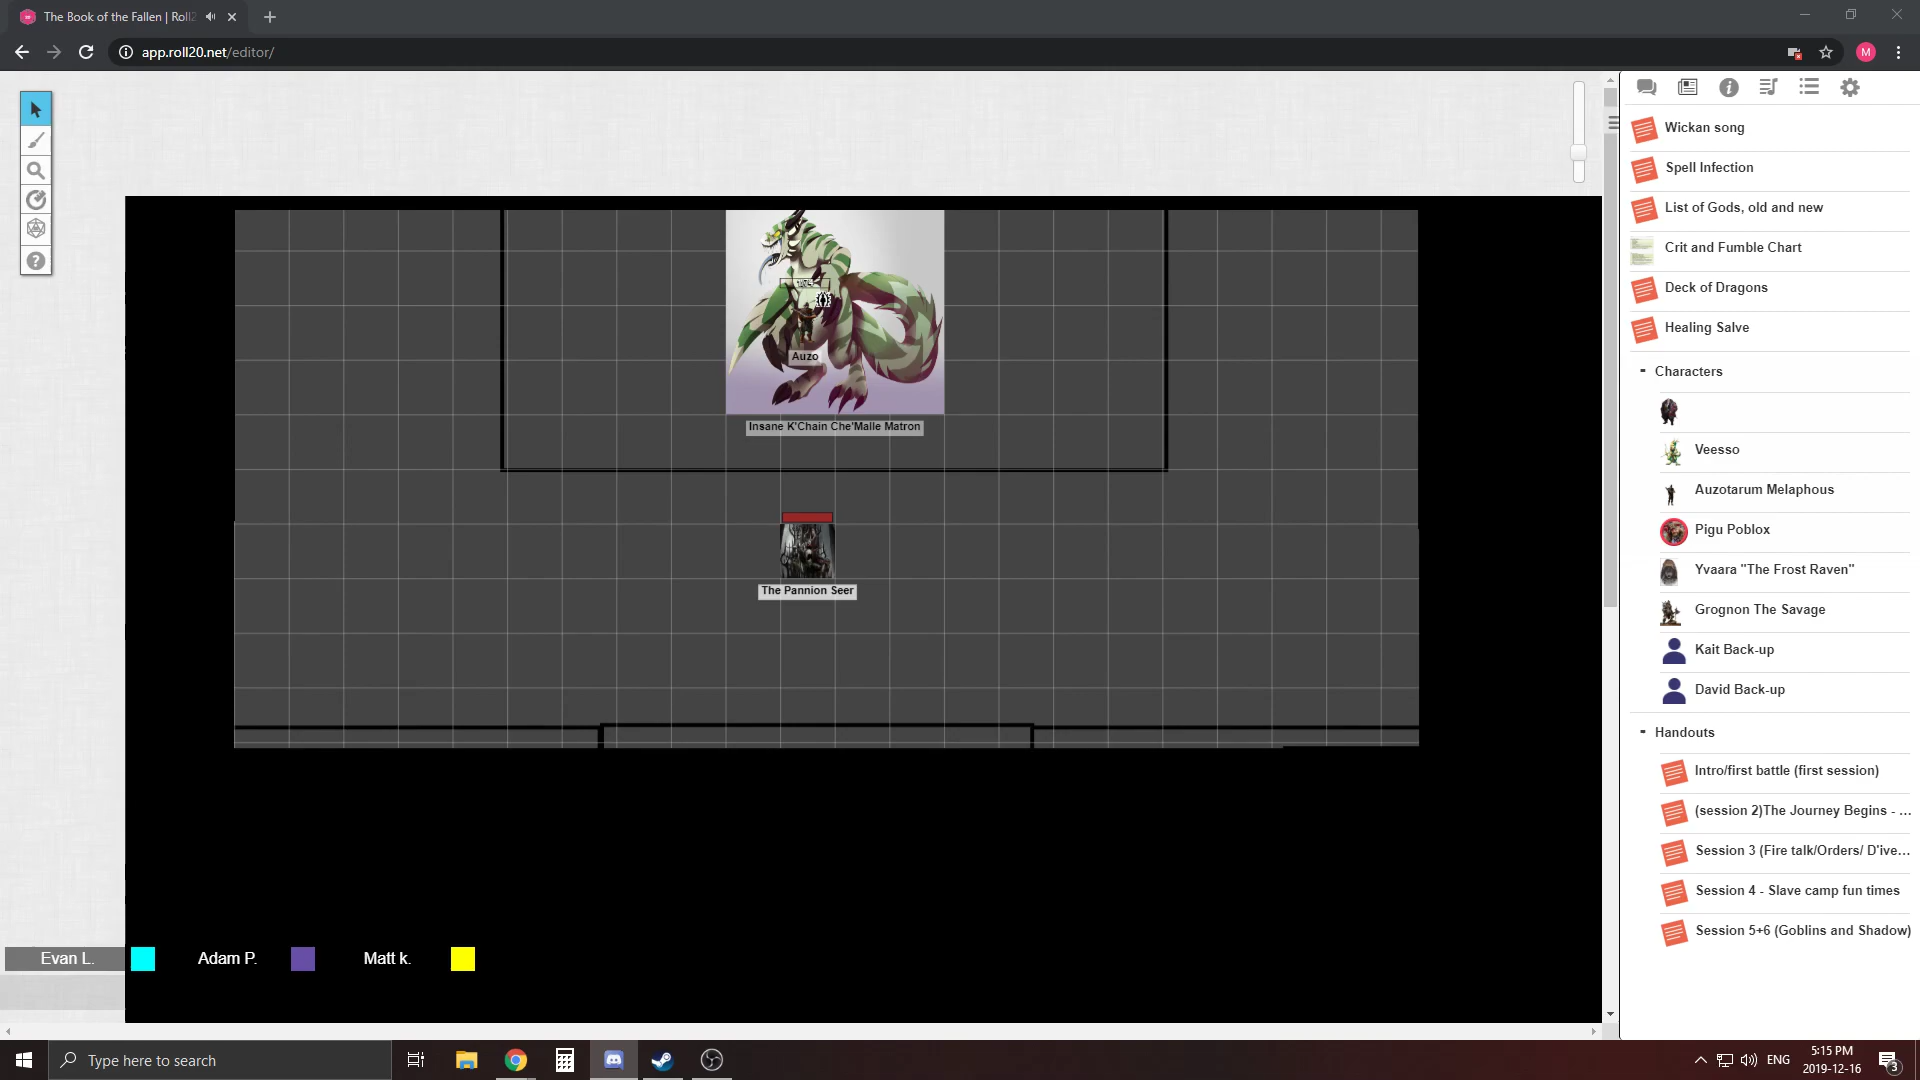 The Book of the Fallen | Roll2
app.roll20.net/editor/
M
Wickan song
Spell Infection
List of Gods, old and new
Crit and Fumble Chart
Deck of Dragons
Healing Salve
Characters
Veesso
Auzotarum Melaphous
Pigu Poblox
Yvaara "The Frost Raven"
Grognon The Savage
Kait Back-up
David Back-up
Handouts
Intro/first battle (first session)
(session 2)The Journey Begins - ...
Session 3 (Fire talk/Orders/ D'ive...
Session 4 - Slave camp fun times
Session 5+6 (Goblins and Shadow)
Auzo
Insane K'Chain Che'Malle Matron
The Pannion Seer
Evan L.
Adam P.
Matt k.
Type here to search
ENG
5:15 PM
2019-12-16
3